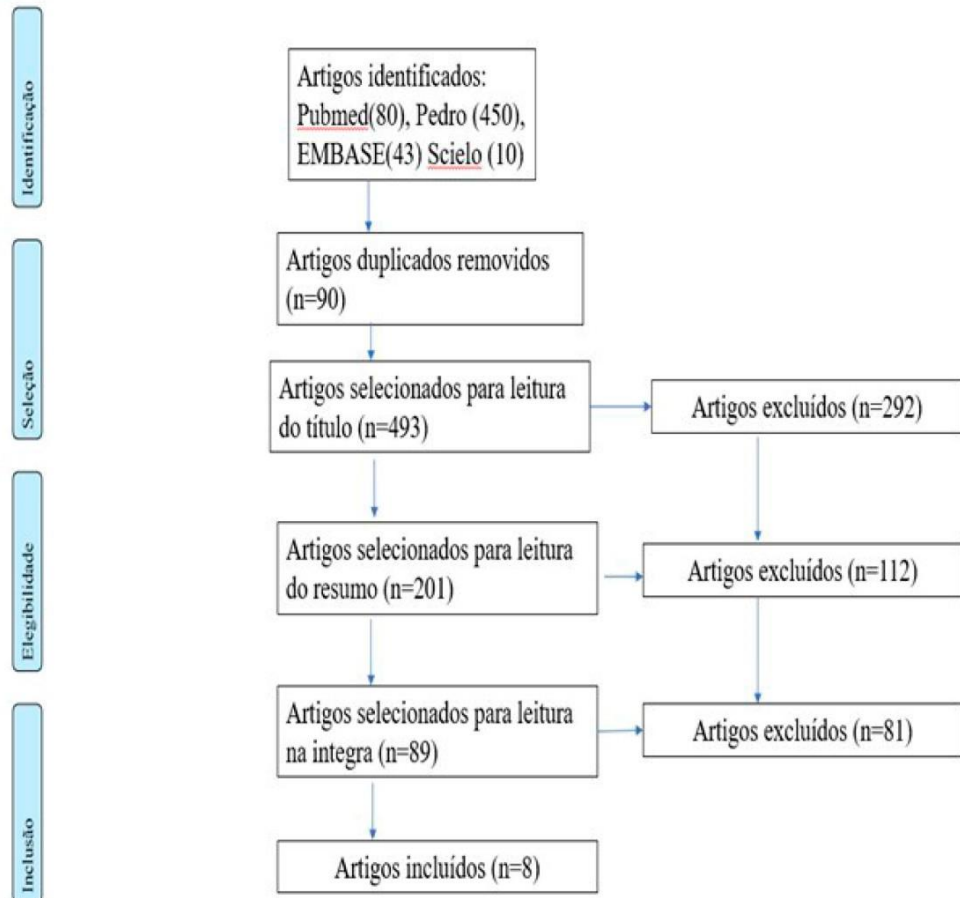 Identificação
Artigos identificados:
Pubmed(80), Pedro (450),
EMBASE(43) Scielo (10)
Artigos duplicados removidos
(n=90)
Seleção
Artigos selecionados para leitura
do título (n=493)
Artigos excluídos (n=292)
Elegibilidade
Artigos selecionados para leitura
do resumo (n=201)
Artigos excluídos (n=112)
Artigos selecionados para leitura
na integra (n=89)
Artigos excluídos (n=81)
Inclusão
Artigos incluídos (n=8)